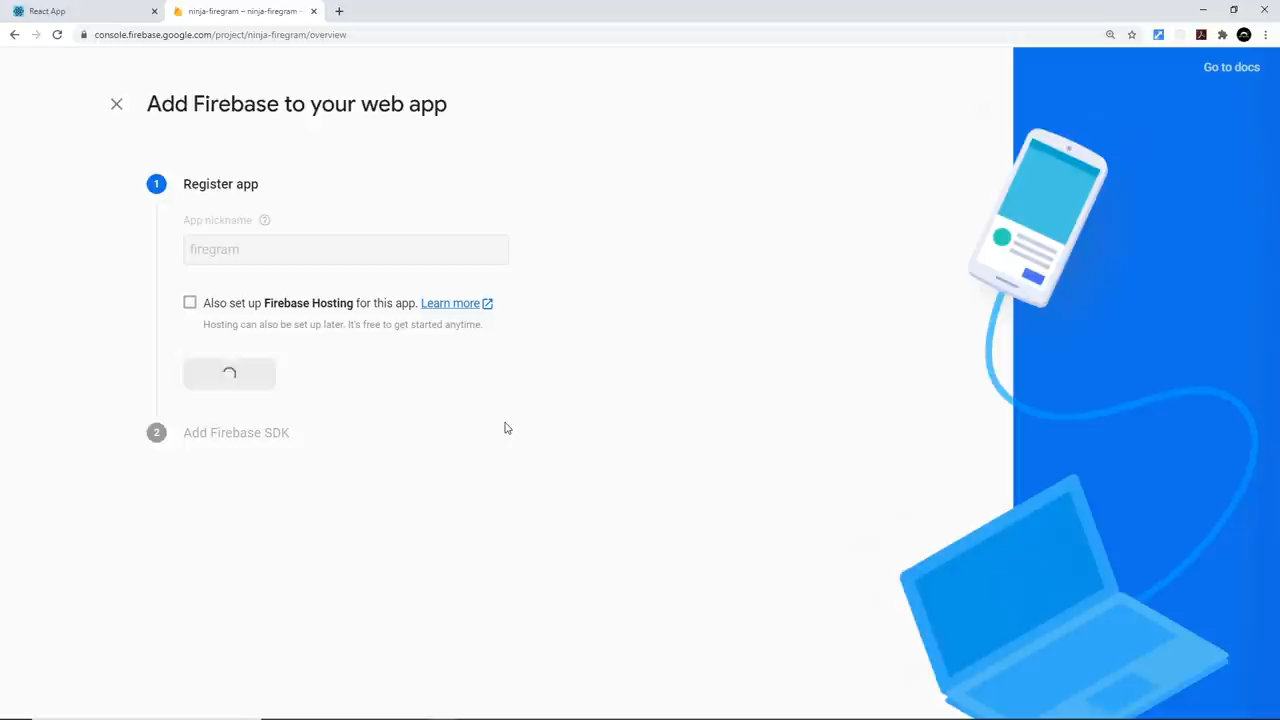 React App
ninja-firegram – ninja-firegram -
console.firebase.google.com/project/ninja-firegram/overview
Go to docs
Add Firebase to your web app
1
Register app
App nickname
firegram
Also set up Firebase Hosting for this app. Learn more
Hosting can also be set up later. It's free to get started anytime.
2
Add Firebase SDK